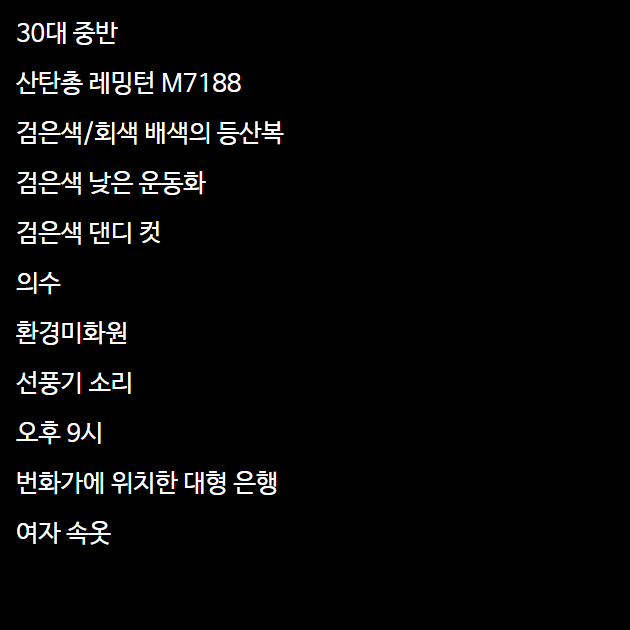 30대 중반
산탄총 레밍턴 M7188
검은색/회색 배색의 등산복
검은색 낮은 운동화
검은색 댄디 컷
의수
환경미화원
선풍기 소리
오후 9시
번화가에 위치한 대형 은행
여자 속옷